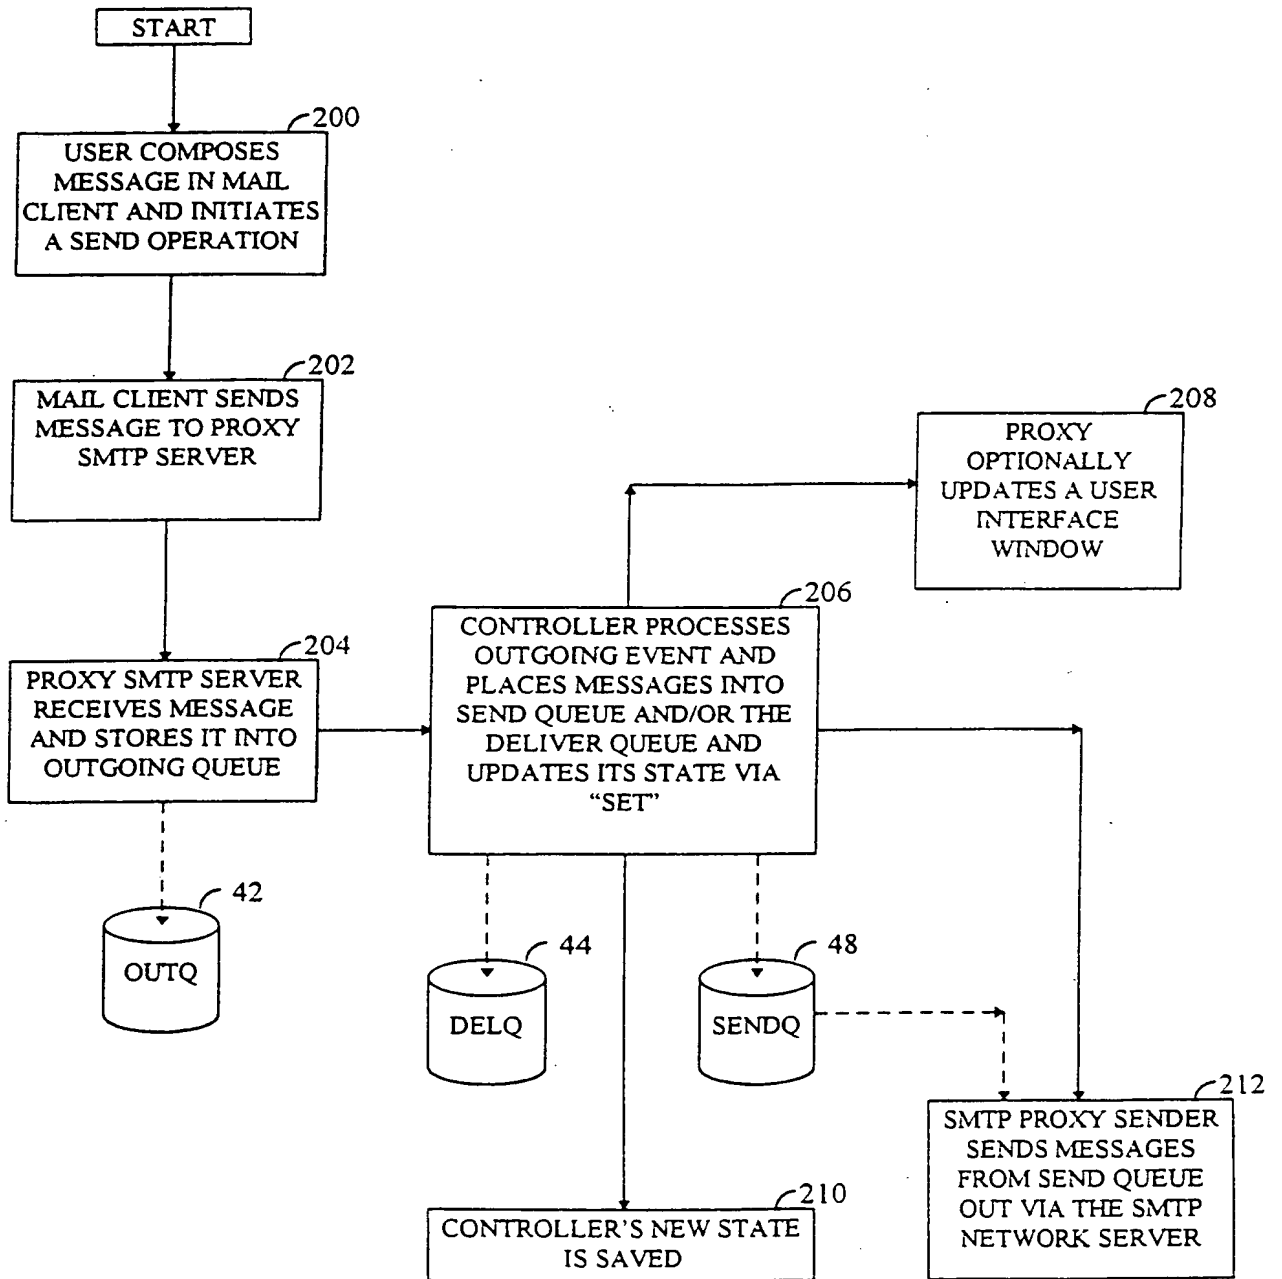 START
200
USER COMPOSES
MESSAGE IN MAIL
CLIENT AND INITIATES
A SEND OPERATION
202
MAIL CLIENT SENDS
MESSAGE TO PROXY
SMTP SERVER
208
PROXY
OPTIONALLY
UPDATES A USER
INTERFACE
WINDOW
204
PROXY SMTP SERVER
RECEIVES MESSAGE
AND STORES IT INTO
OUTGOING QUEUE
206
CONTROLLER PROCESSES
OUTGOING EVENT AND
PLACES MESSAGES INTO
SEND QUEUE AND/OR THE
DELIVER QUEUE AND
UPDATES ITS STATE VIA
“SET”
42
OUTQ
44
DELQ
48
SENDQ
212
SMTP PROXY SENDER
SENDS MESSAGES
FROM SEND QUEUE
OUT VIA THE SMTP
NETWORK SERVER
210
CONTROLLER'S NEW STATE
IS SAVED